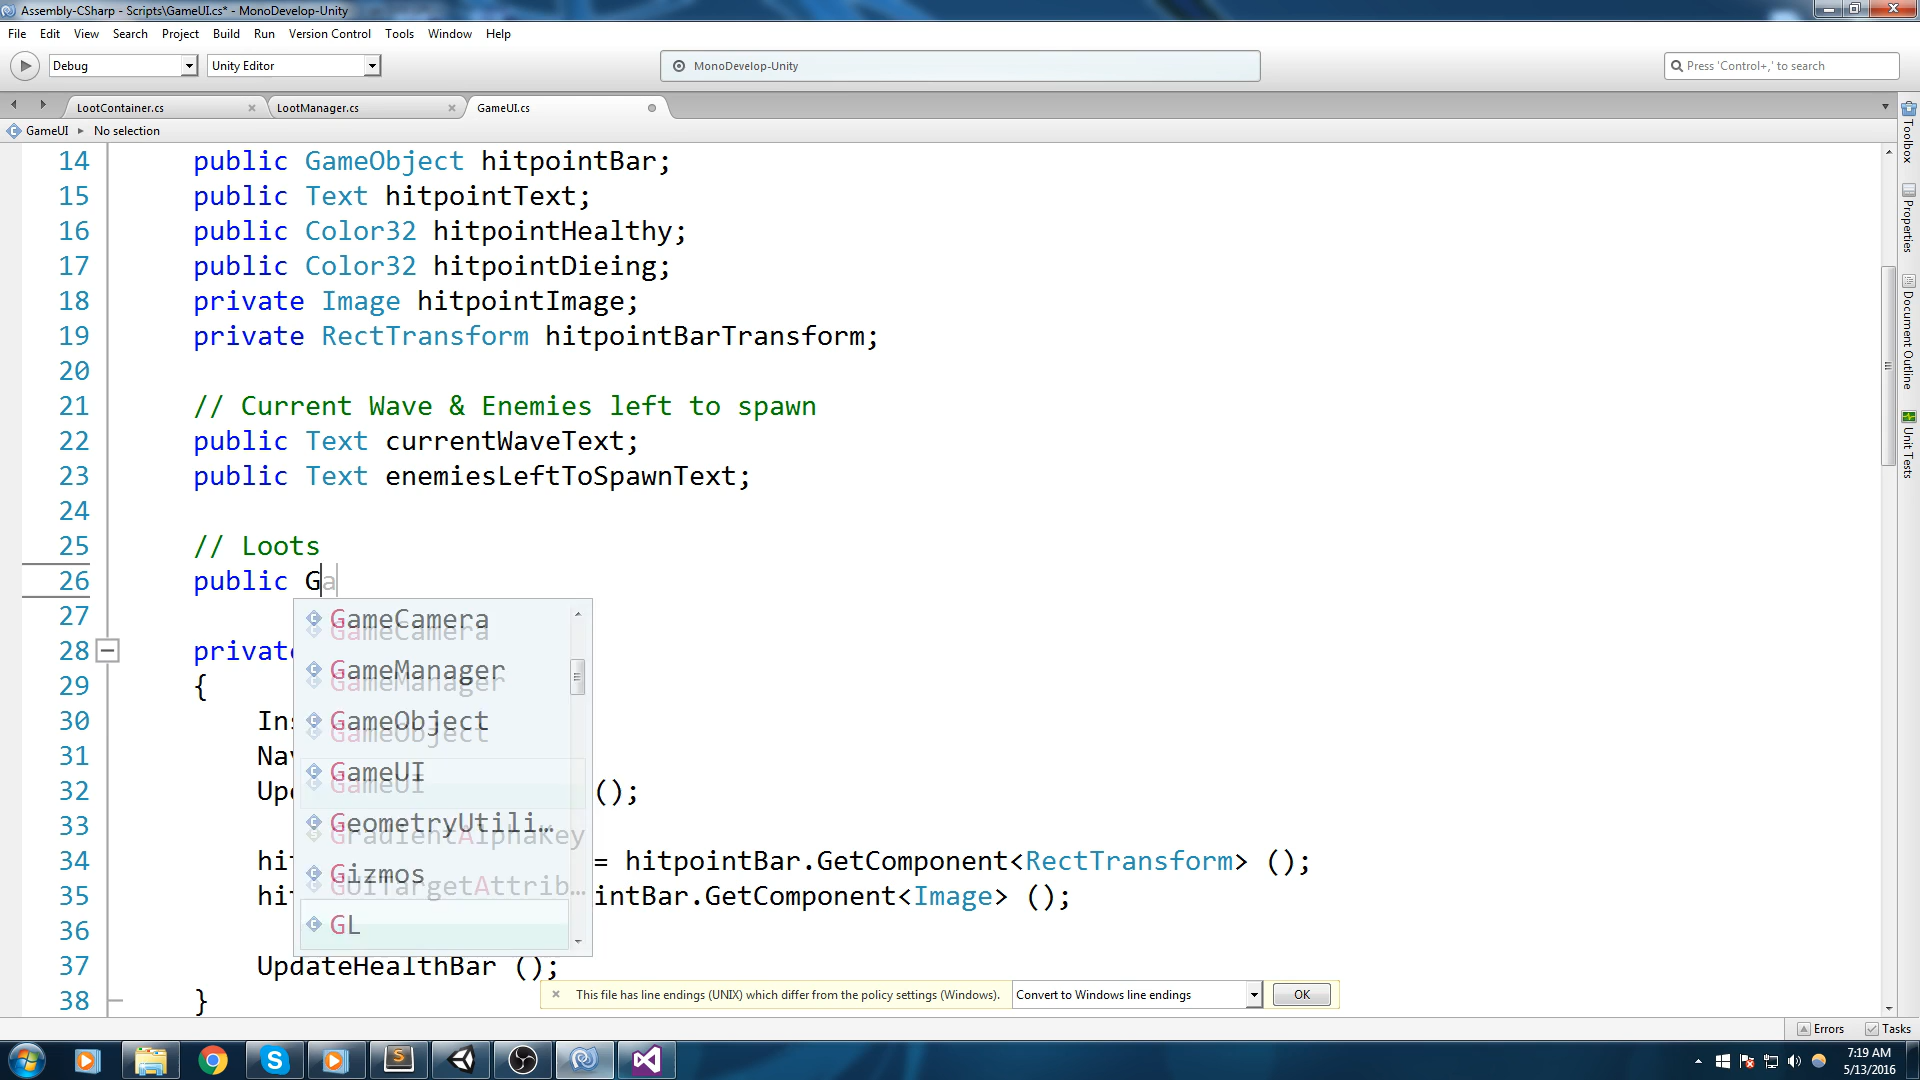 Assembly-CSharp - Scripts\GameUI.cs* - MonoDevelop-Unity
File Edit View Search Project Build Run Version Control Tools Window Help
Debug Unity Editor MonoDevelop-Unity Press 'Control+,' to search
LootContainer.cs LootManager.cs GameUI.cs
GameUI No selection
14 public GameObject hitpointBar;
15 public Text hitpointText;
16 public Color32 hitpointHealthy;
17 public Color32 hitpointDieing;
18 private Image hitpointImage;
19 private RectTransform hitpointBarTransform;
20
21 // Current Wave & Enemies left to spawn
22 public Text currentWaveText;
23 public Text enemiesLeftToSpawnText;
24
25 // Loots
26 public Ga
27
28 private
29 {
30
31
32 ();
33
34 = hitpointBar.GetComponent<RectTransform> ();
35 intBar.GetComponent<Image> ();
36
37 UpdateHealthBar ();
38 }
GameCamera
GameManager
GameObject
GameUI
GeometryUtili…
GradientAlphaKey
Gizmos
GUITargetAttrib…
GL
This file has line endings (UNIX) which differ from the policy settings (Windows). Convert to Windows line endings OK
Toolbox
Properties
Document Outline
Unit Tests
Errors Tasks
7:19 AM
5/13/2016